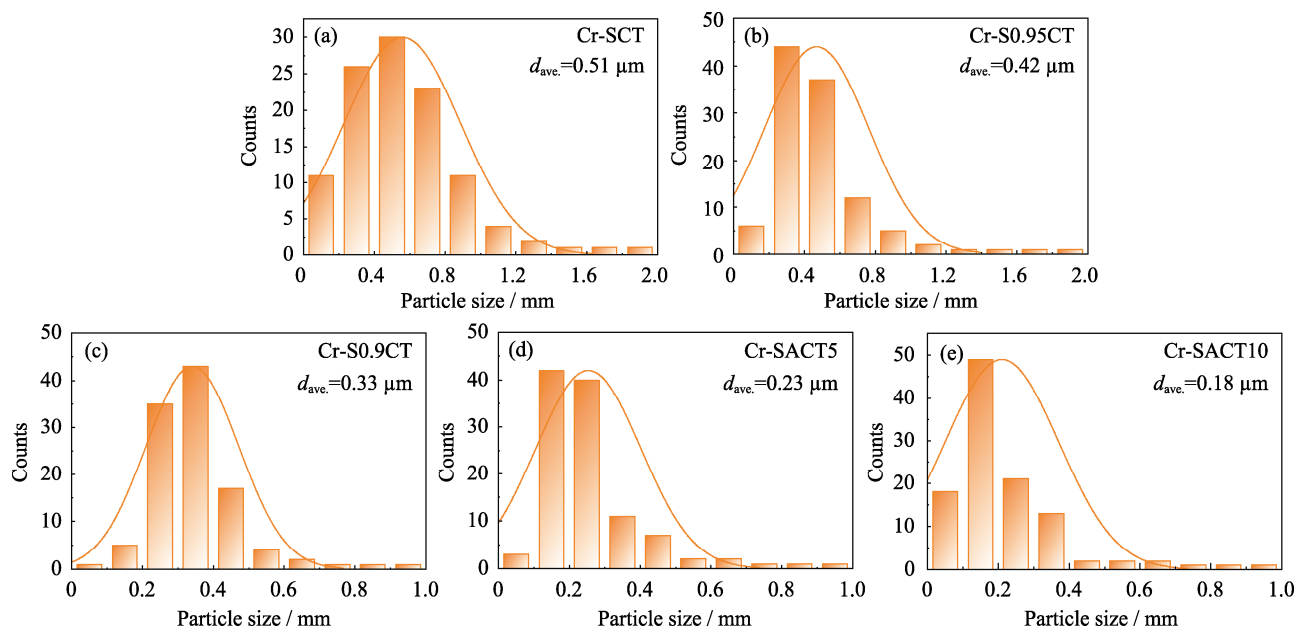 (a)
Cr-SCT
dave.=0.51 μm
Counts
30
25
20
15
10
5
0
0
0.4
0.8
1.2
1.6
2.0
Particle size / mm
(b)
Cr-S0.95CT
dave.=0.42 μm
Counts
50
40
30
20
10
0
0
0.4
0.8
1.2
1.6
2.0
Particle size / mm
(c)
Cr-S0.9CT
dave.=0.33 μm
Counts
50
40
30
20
10
0
0
0.2
0.4
0.6
0.8
1.0
Particle size / mm
(d)
Cr-SACT5
dave.=0.23 μm
Counts
50
40
30
20
10
0
0
0.2
0.4
0.6
0.8
1.0
Particle size / mm
(e)
Cr-SACT10
dave.=0.18 μm
Counts
50
40
30
20
10
0
0
0.2
0.4
0.6
0.8
1.0
Particle size / mm